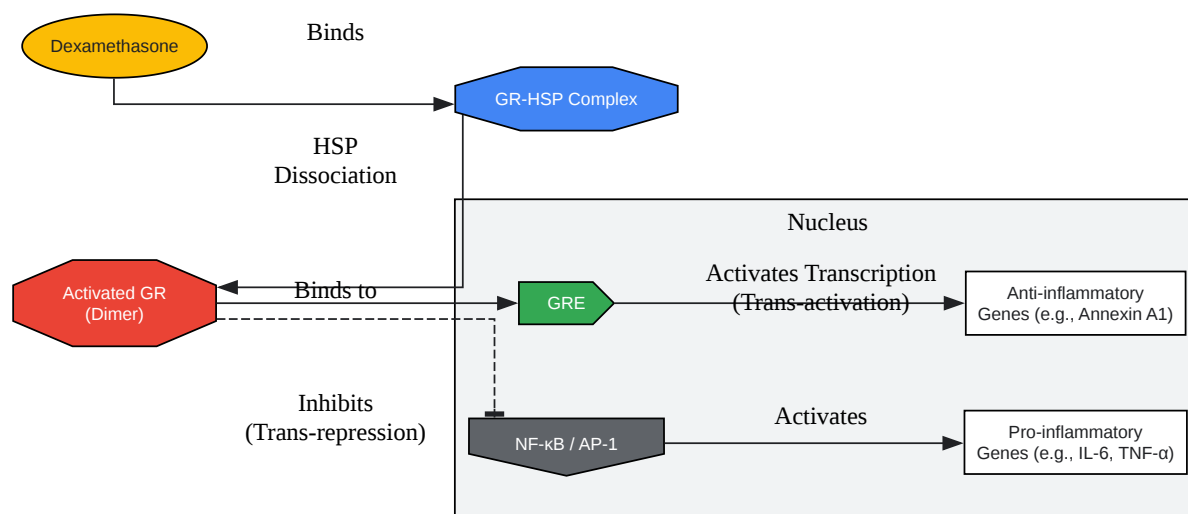 Dexamethasone
Binds
GR-HSP Complex
HSP
Dissociation
Nucleus
Activated GR
(Dimer)
Binds to
GRE
Activates Transcription
(Trans-activation)
Anti-inflammatory
Genes (e.g., Annexin A1)
Inhibits
(Trans-repression)
NF-κB / AP-1
Activates
Pro-inflammatory
Genes (e.g., IL-6, TNF-α)